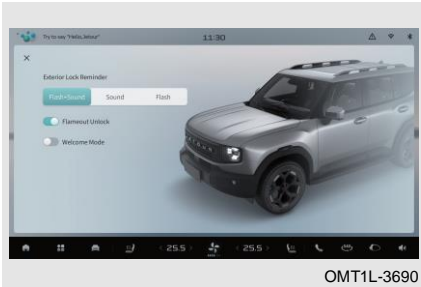 Try to say "Hello, Jetour"
11:30
Exterior Lock Reminder
Flash+Sound Sound Flash
Flameout Unlock
Welcome Mode
25.5 25.5
OMT1L-3690